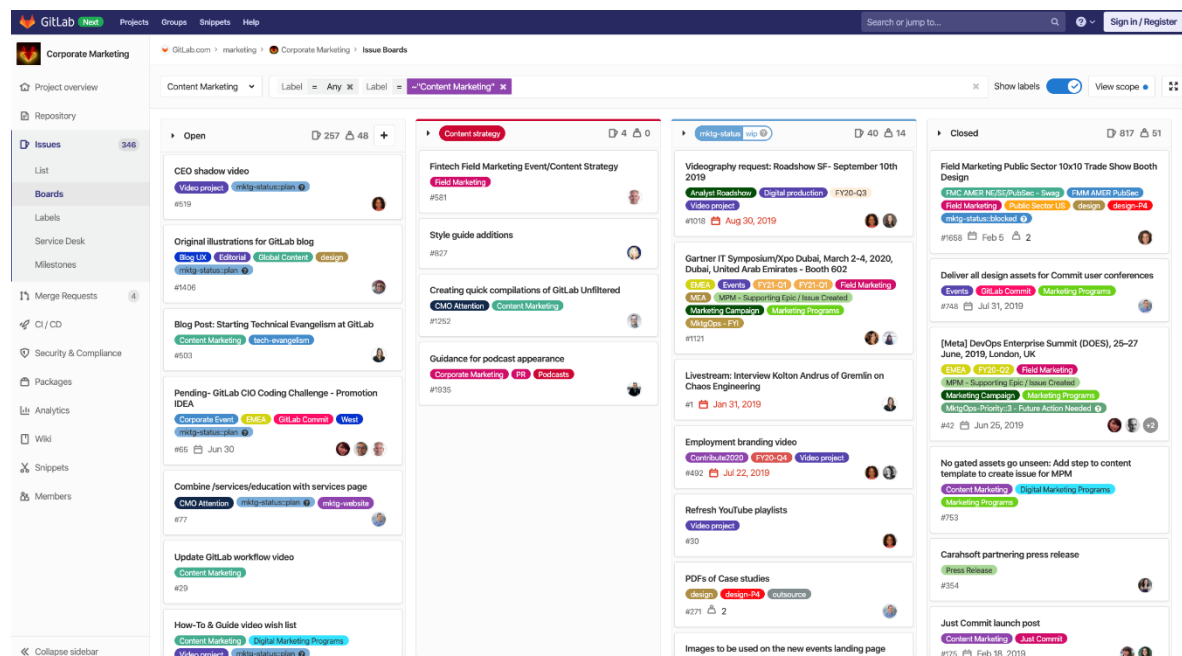 GitLab Next Projects Groups Snippets Help Search or jump to... Sign in / Register
Corporate Marketing
GitLab.com > marketing > Corporate Marketing > Issue Boards
Project overview
Repository
Issues 346
List
Boards
Labels
Service Desk
Milestones
Merge Requests 4
CI / CD
Security & Compliance
Packages
Analytics
Wiki
Snippets
Members
Collapse sidebar
Content Marketing Label = Any Label = ~"Content Marketing" Show labels View scope
Open 257 48 +
CEO shadow video
Video project mktg-status::plan
#519
Original illustrations for GitLab blog
Blog UX Editorial Global Content design
mktg-status::plan
#1406
Blog Post: Starting Technical Evangelism at GitLab
Content Marketing tech-evangelism
#503
Pending- GitLab CIO Coding Challenge - Promotion
IDEA
Corporate Event EMEA GitLab Commit West
mktg-status::plan
#65 Jun 30
Combine /services/education with services page
CMO Attention mktg-status::plan mktg-website
#77
Update GitLab workflow video
Content Marketing
#29
How-To & Guide video wish list
Content Marketing Digital Marketing Programs
Video project mktg-status::plan
Content strategy 4 0
Fintech Field Marketing Event/Content Strategy
Field Marketing
#581
Style guide additions
#827
Creating quick compilations of GitLab Unfiltered
CMO Attention Content Marketing
#1252
Guidance for podcast appearance
Corporate Marketing PR Podcasts
#1935
mktg-status wip 40 14
Videography request: Roadshow SF- September 10th
2019
Analyst Roadshow Digital production FY20-Q3
Video project
#1018 Aug 30, 2019
Gartner IT Symposium/Xpo Dubai, March 2-4, 2020,
Dubai, United Arab Emirates - Booth 602
EMEA Events FY21-Q1 FY21-Q1 Field Marketing
MEA MPM - Supporting Epic / Issue Created
Marketing Campaign Marketing Programs
MktgOps - FYI
#1121
Livestream: Interview Kolton Andrus of Gremlin on
Chaos Engineering
#1 Jan 31, 2019
Employment branding video
Contribute2020 FY20-Q4 Video project
#492 Jul 22, 2019
Refresh YouTube playlists
Video project
#30
PDFs of Case studies
design design-P4 outsource
#271 2
Images to be used on the new events landing page
Closed 817 51
Field Marketing Public Sector 10x10 Trade Show Booth
Design
FMC AMER NE/SE/PubSec - Swag FMM AMER PubSec
Field Marketing Public Sector US design design-P4
mktg-status::blocked
#1658 Feb 5 2
Deliver all design assets for Commit user conferences
Events GitLab Commit Marketing Programs
#748 Jul 31, 2019
[Meta] DevOps Enterprise Summit (DOES), 25–27
June, 2019, London, UK
EMEA FY20-Q2 Field Marketing
MPM - Supporting Epic / Issue Created
Marketing Campaign Marketing Programs
MktgOps-Priority::3 - Future Action Needed
#42 Jun 25, 2019 +2
No gated assets go unseen: Add step to content
template to create issue for MPM
Content Marketing Digital Marketing Programs
Marketing Programs
#753
Carahsoft partnering press release
Press Release
#354
Just Commit launch post
Content Marketing Just Commit
#175 Feb 18, 2019